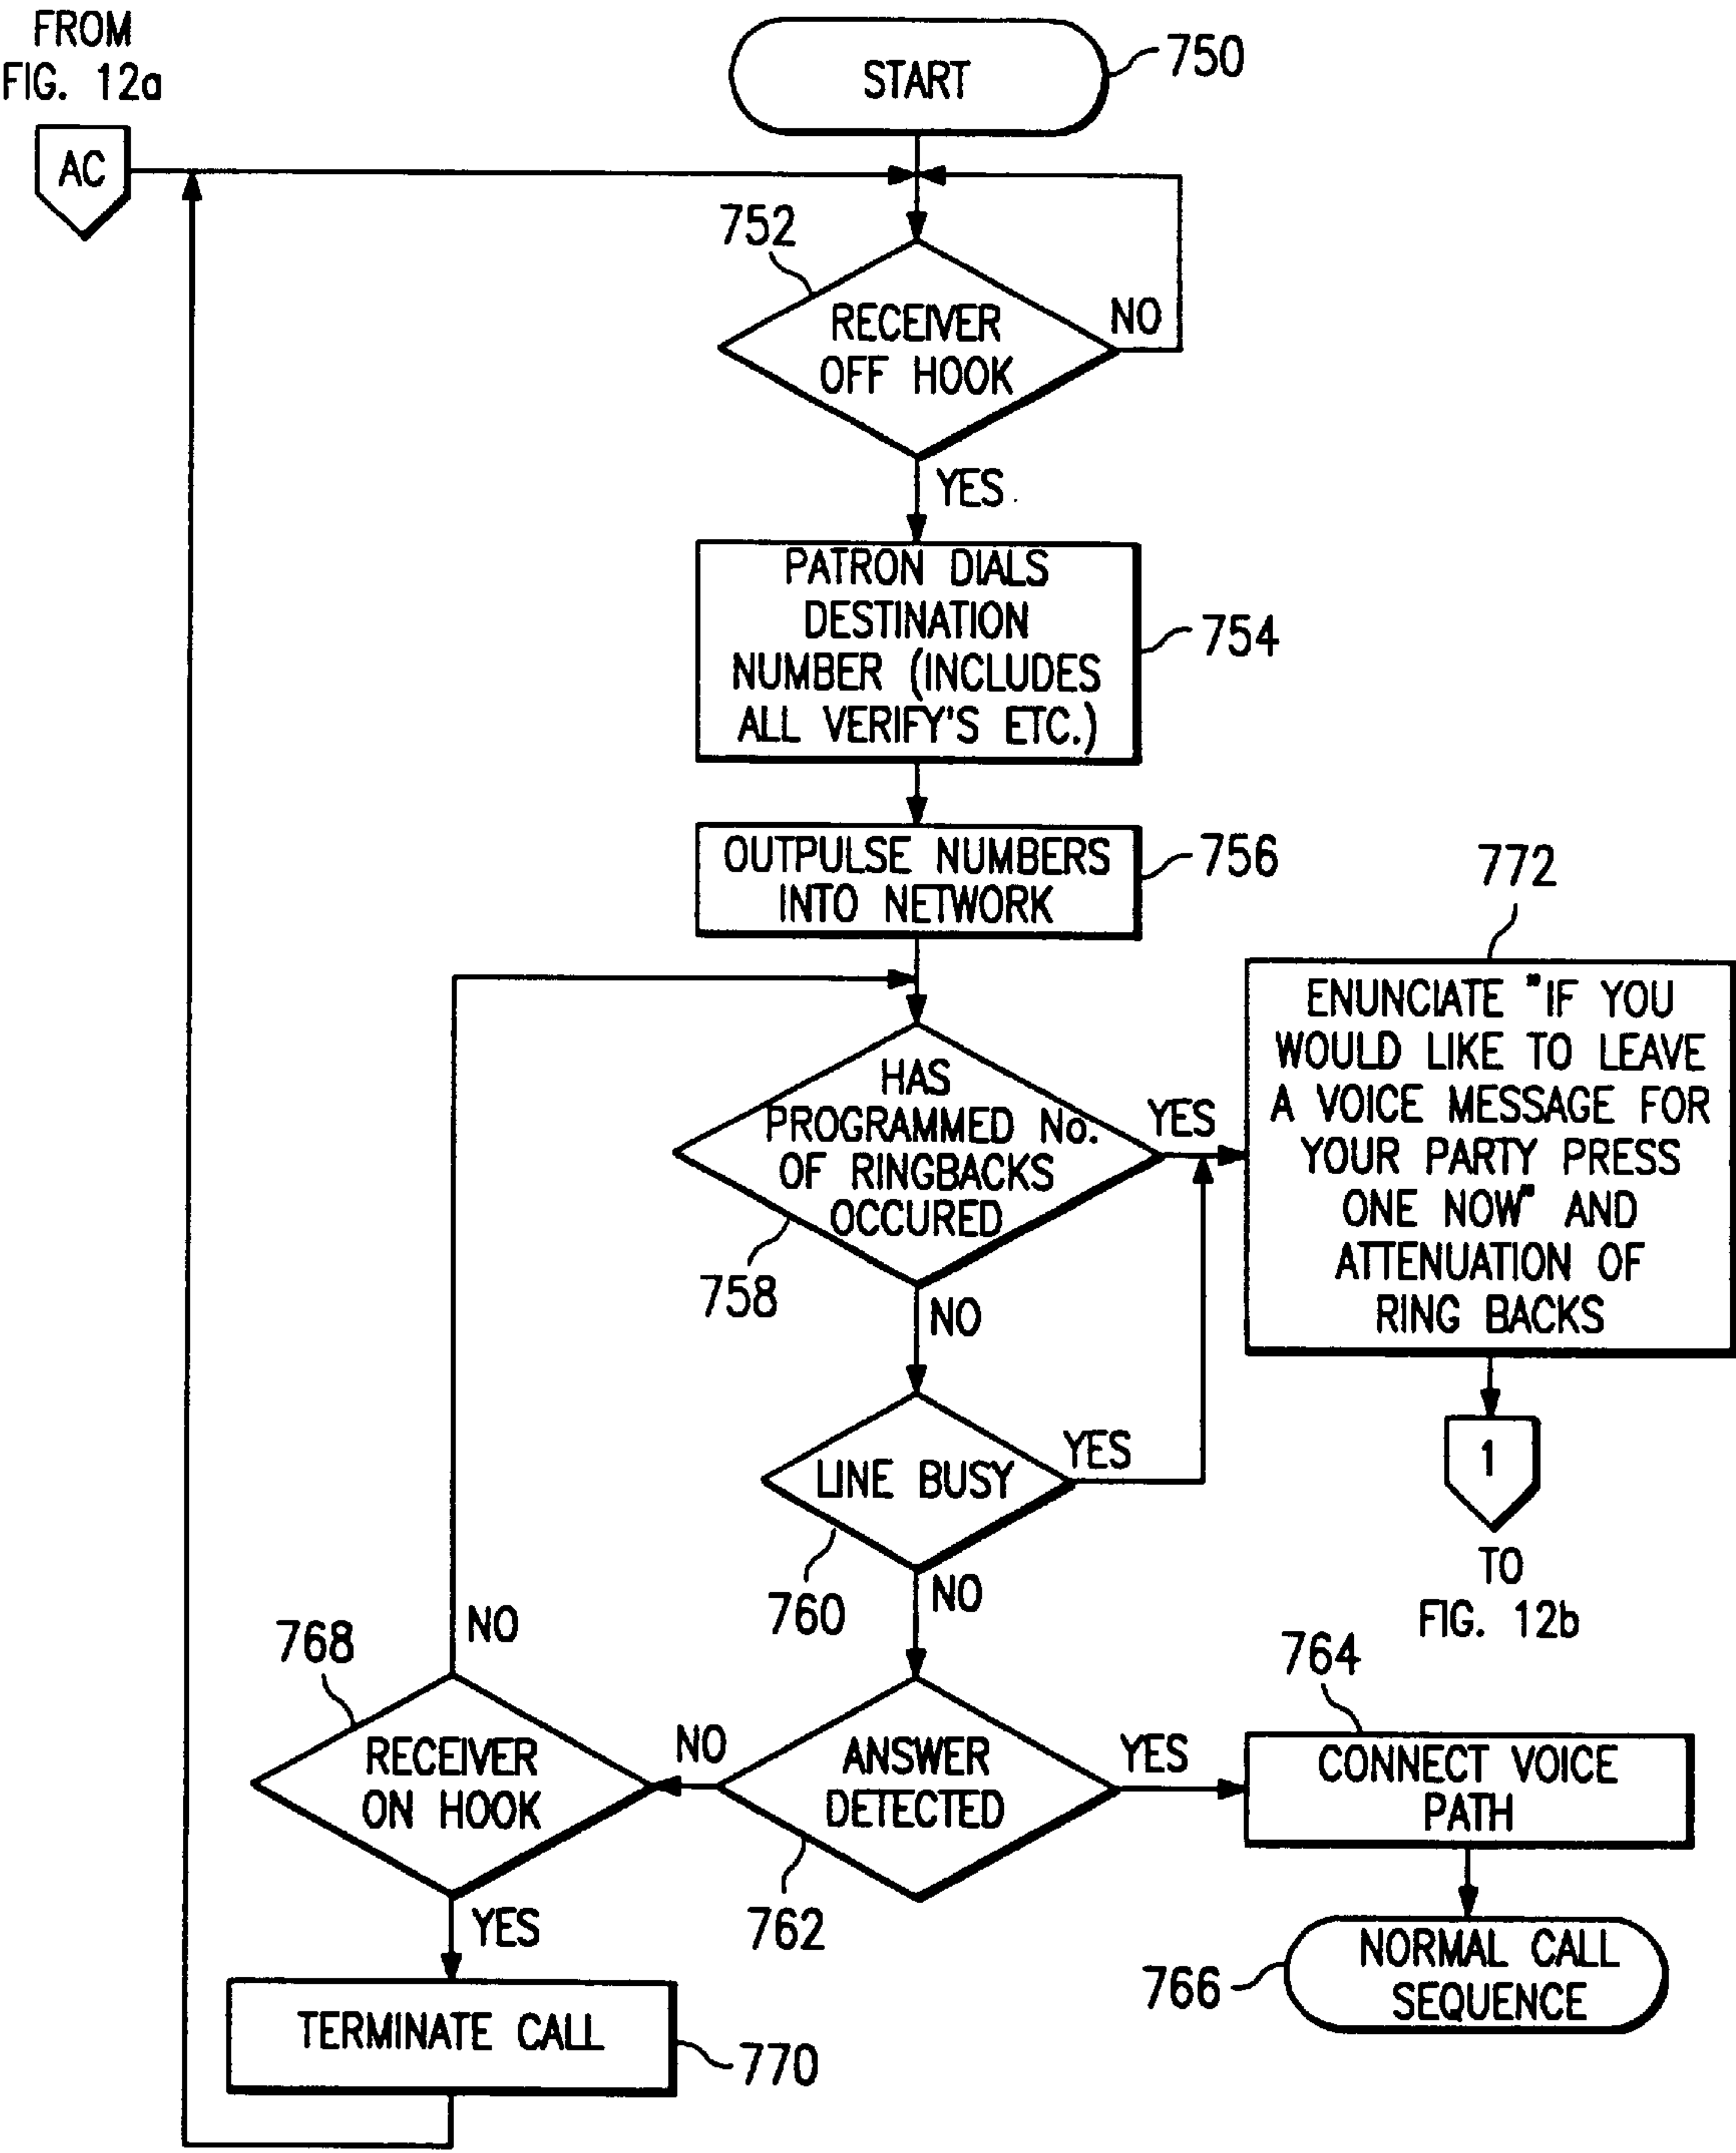 FROM
FIG. 12a
START
750
AC
752
RECEIVER
OFF HOOK
NO
YES
PATRON DIALS
DESTINATION
NUMBER (INCLUDES
ALL VERIFY'S ETC.)
754
OUTPULSE NUMBERS
INTO NETWORK
756
772
ENUNCIATE "IF YOU
WOULD LIKE TO LEAVE
A VOICE MESSAGE FOR
YOUR PARTY PRESS
ONE NOW" AND
ATTENUATION OF
RING BACKS
HAS
PROGRAMMED No.
OF RINGBACKS
OCCURED
YES
758
NO
LINE BUSY
YES
1
TO
FIG. 12b
760
NO
768
NO
RECEIVER
ON HOOK
NO
ANSWER
DETECTED
YES
764
CONNECT VOICE
PATH
762
YES
766
NORMAL CALL
SEQUENCE
TERMINATE CALL
770